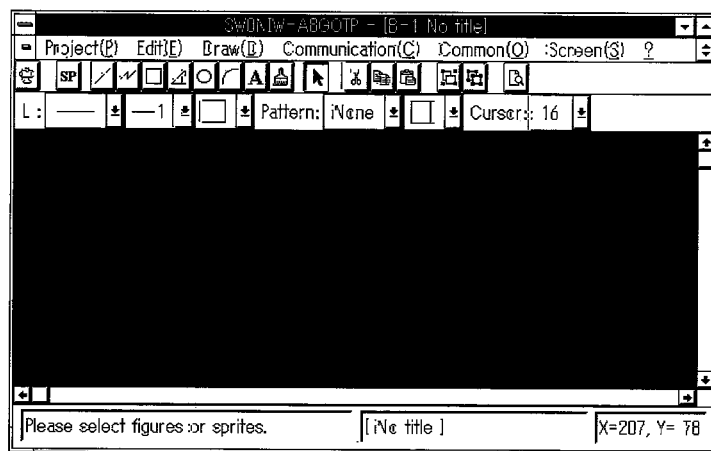 SW0NIW-A8GOTP - [B-1 No title]
Project(P) Edit(E) Draw(D) Communication(C) Common(O) Screen(S) ?
SP A
L : 1 Pattern: None Cursor: 16
Please select figures or sprites. [ No title ] X=207, Y= 78